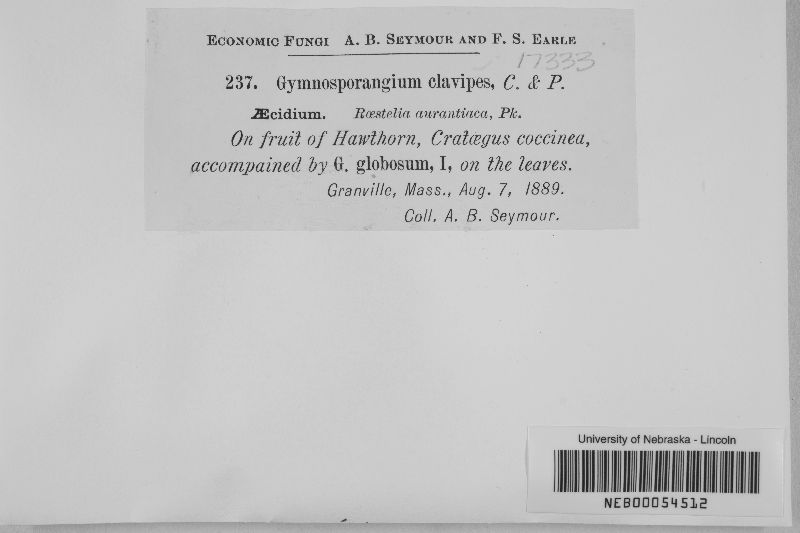 ECONOMIC FUNGI A. B. SEYMOUR AND F. S. EARLE
17333
237. Gymnosporangium clavipes, C. & P.
Æcidium. Rœstelia aurantiaca, Pk.
On fruit of Hawthorn, Cratægus coccinea,
accompained by G. globosum, I, on the leaves.
Granville, Mass., Aug. 7, 1889.
Coll. A. B. Seymour.
University of Nebraska - Lincoln
NEB00054512